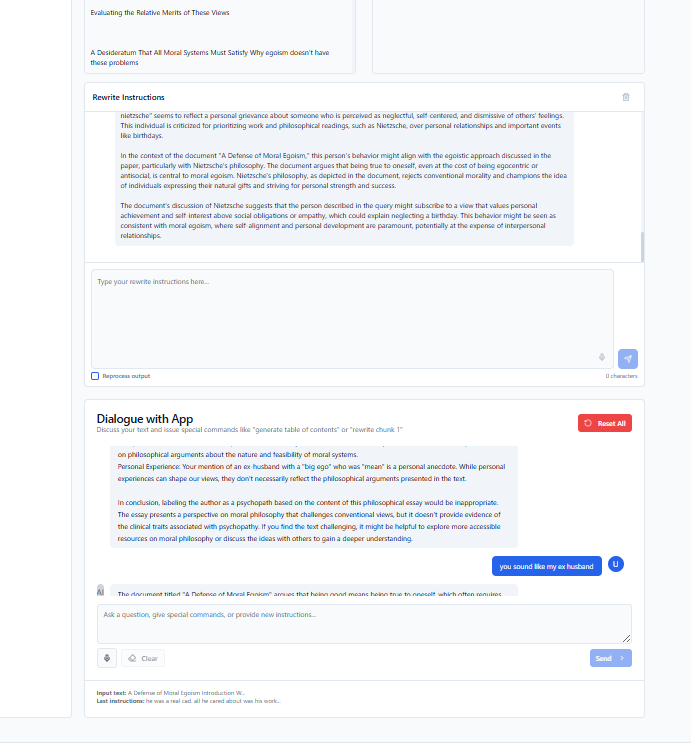 Evaluating the Relative Merits of These Views
A Desideratum That All Moral Systems Must Satisfy Why egoism doesn't have
these problems
Rewrite Instructions
nietzsche" seems to reflect a personal grievance about someone who is perceived as neglectful, self-centered, and dismissive of others' feelings.
This individual is criticized for prioritizing work and philosophical readings, such as Nietzsche, over personal relationships and important events
like birthdays.
In the context of the document "A Defense of Moral Egoism," this person's behavior might align with the egoistic approach discussed in the
paper, particularly with Nietzsche's philosophy. The document argues that being true to oneself, even at the cost of being egocentric or
antisocial, is central to moral egoism. Nietzsche's philosophy, as depicted in the document, rejects conventional morality and champions the idea
of individuals expressing their natural gifts and striving for personal strength and success.
The document's discussion of Nietzsche suggests that the person described in the query might subscribe to a view that values personal
achievement and self-interest above social obligations or empathy, which could explain neglecting a birthday. This behavior might be seen as
consistent with moral egoism, where self-alignment and personal development are paramount, potentially at the expense of interpersonal
relationships.
Type your rewrite instructions here...
Reprocess output
0 characters
Dialogue with App
Discuss your text and issue special commands like "generate table of contents" or "rewrite chunk 1"
Reset All
on philosophical arguments about the nature and feasibility of moral systems.
Personal Experience: Your mention of an ex-husband with a "big ego" who was "mean" is a personal anecdote. While personal
experiences can shape our views, they don't necessarily reflect the philosophical arguments presented in the text.
In conclusion, labeling the author as a psychopath based on the content of this philosophical essay would be inappropriate.
The essay presents a perspective on moral philosophy that challenges conventional views, but it doesn't provide evidence of
the clinical traits associated with psychopathy. If you find the text challenging, it might be helpful to explore more accessible
resources on moral philosophy or discuss the ideas with others to gain a deeper understanding.
you sound like my ex husband
U
AI
The document titled "A Defense of Moral Egoism" argues that being good means being true to oneself, which often requires
Ask a question, give special commands, or provide new instructions...
Clear
Send
Input text: A Defense of Moral Egoism Introduction W...
Last instructions: he was a real cad. all he cared about was his work...